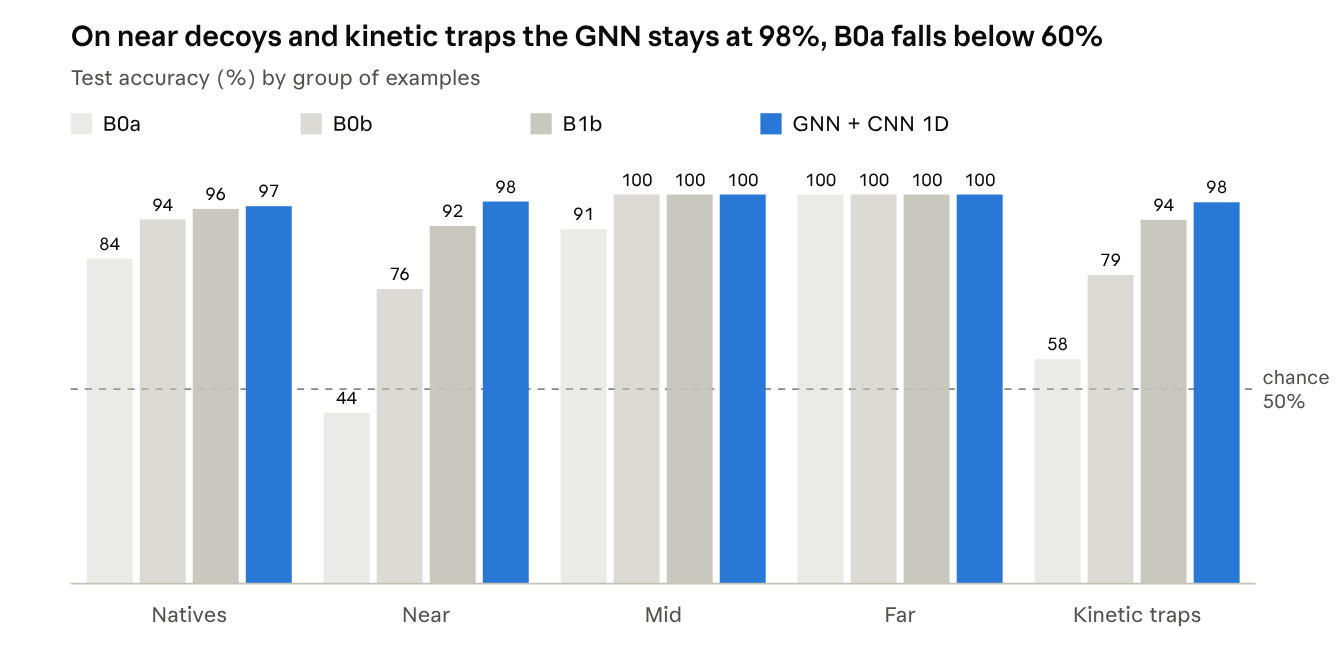 On near decoys and kinetic traps the GNN stays at 98%, B0a falls below 60%
Test accuracy (%) by group of examples
B0a B0b B1b GNN + CNN 1D
84 94 96 97
44 76 92 98
91 100 100 100
100 100 100 100
58 79 94 98
chance
50%
Natives Near Mid Far Kinetic traps